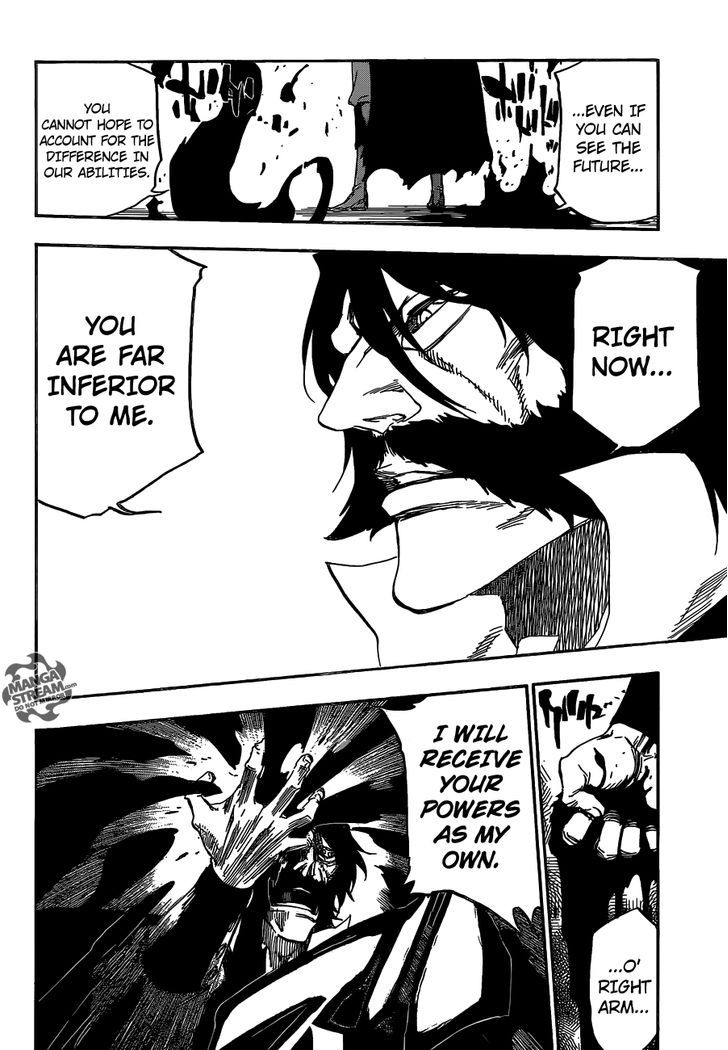 ...EVEN IF
YOU CAN
SEE THE
FUTURE...
YOU
CANNOT HOPE TO
ACCOUNT FOR THE
DIFFERENCE IN
OUR ABILITIES.
RIGHT
NOW...
YOU
ARE FAR
INFERIOR
TO ME.
...O'
RIGHT
ARM...
I WILL
RECEIVE
YOUR
POWERS
AS MY
OWN.
MANGA
STREAM.com
DO NOT MIRROR